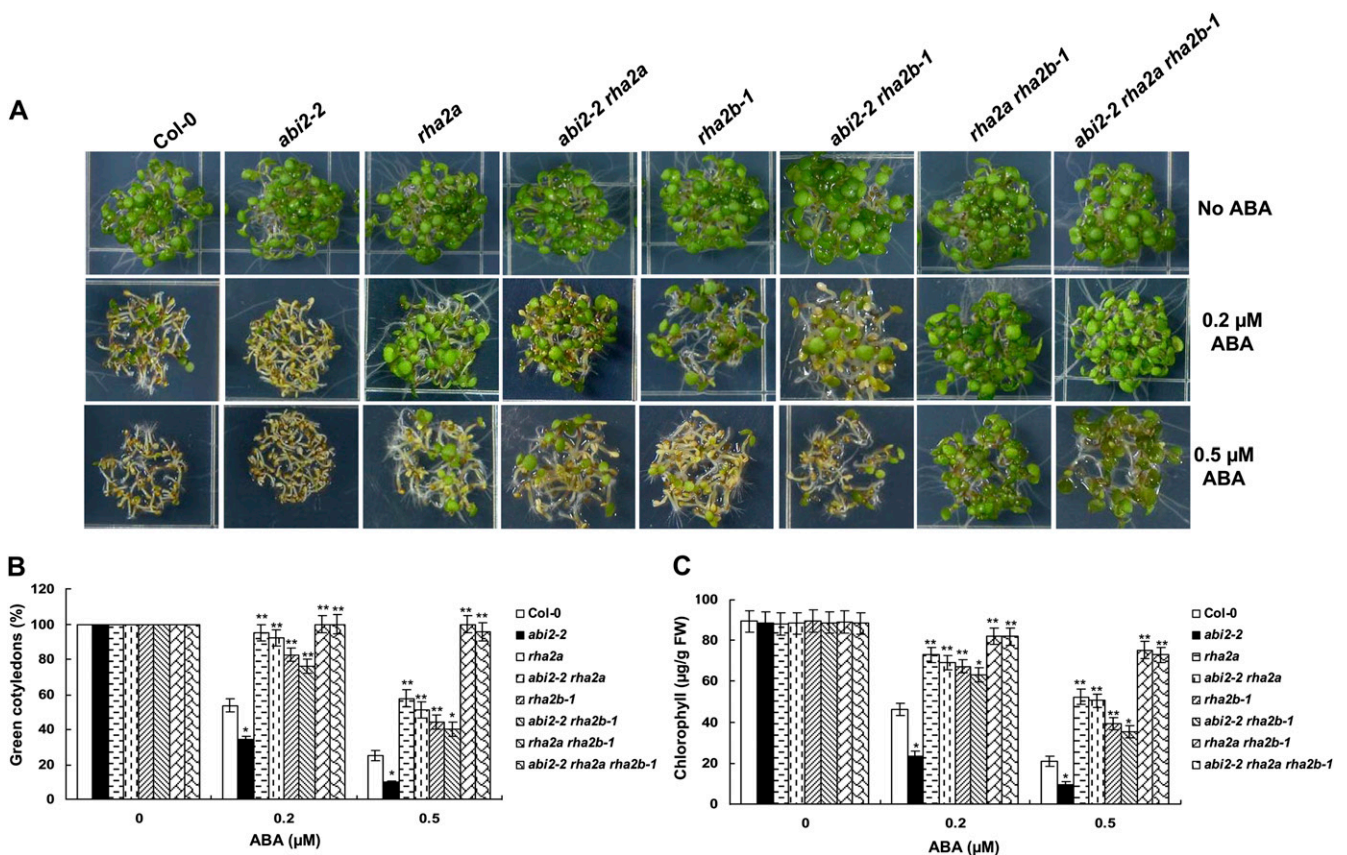 A
Col-0
abi2-2
rha2a
abi2-2 rha2a
rha2b-1
abi2-2 rha2b-1
rha2a rha2b-1
abi2-2 rha2a rha2b-1
No ABA
0.2 µM
ABA
0.5 µM
ABA
B
Green cotyledons (%)
120
100
80
60
40
20
0
** ** ** ** ** **
*
** ** ** * ** **
*
0 0.2 0.5
ABA (µM)
Col-0
abi2-2
rha2a
abi2-2 rha2a
rha2b-1
abi2-2 rha2b-1
rha2a rha2b-1
abi2-2 rha2a rha2b-1
C
Chlorophyll (µg/g FW)
100
80
60
40
20
0
** ** ** * ** **
*
** ** ** * ** **
*
0 0.2 0.5
ABA (µM)
Col-0
abi2-2
rha2a
abi2-2 rha2a
rha2b-1
abi2-2 rha2b-1
rha2a rha2b-1
abi2-2 rha2a rha2b-1